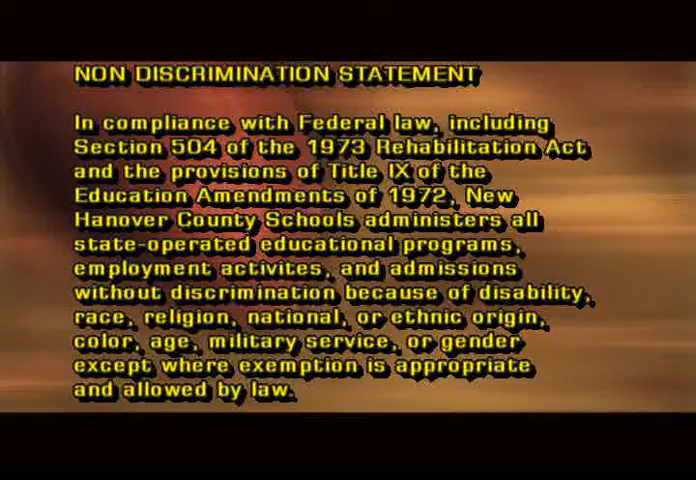 NON DISCRIMINATION STATEMENT
In compliance with Federal law, including
Section 504 of the 1973 Rehabilitation Act
and the provisions of Title IX of the
Education Amendments of 1972, New
Hanover County Schools administers all
state-operated educational programs,
employment activites, and admissions
without discrimination because of disability,
race, religion, national, or ethnic origin,
color, age, military service, or gender
except where exemption is appropriate
and allowed by law.